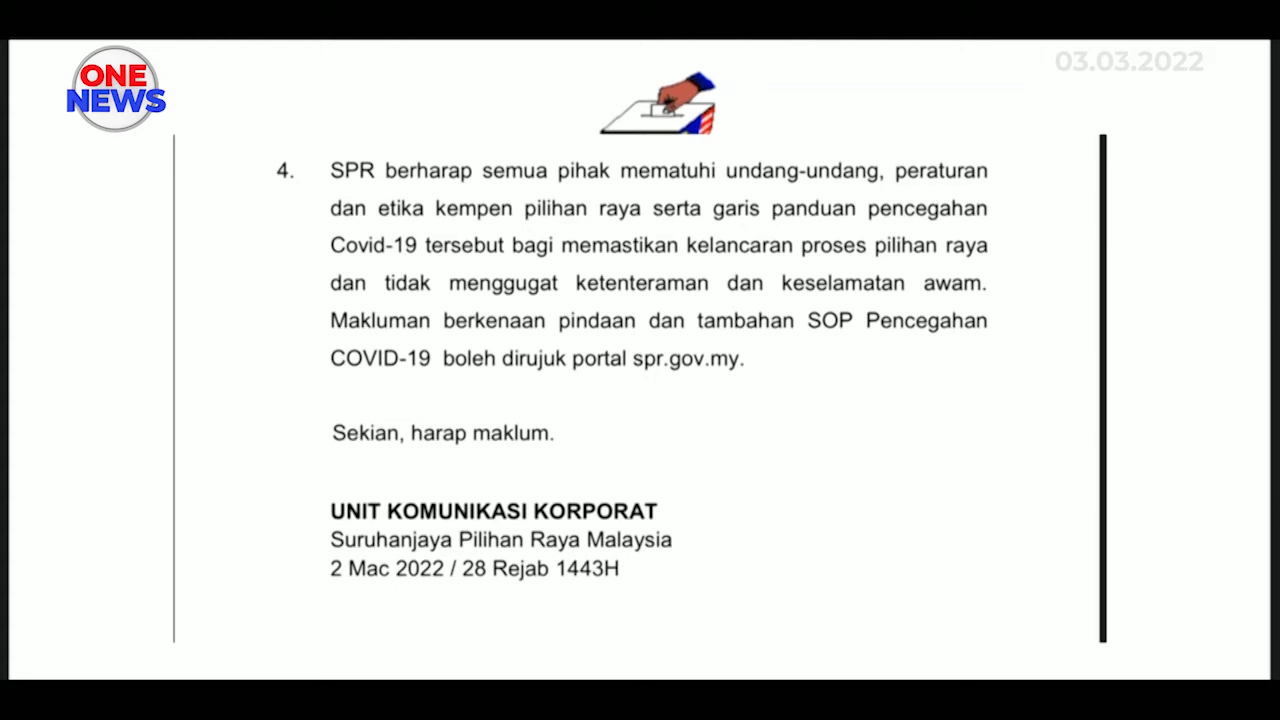 ONE
NEWS
03.03.2022
4. SPR berharap semua pihak mematuhi undang-undang, peraturan
dan etika kempen pilihan raya serta garis panduan pencegahan
Covid-19 tersebut bagi memastikan kelancaran proses pilihan raya
dan tidak menggugat ketenteraman dan keselamatan awam.
Makluman berkenaan pindaan dan tambahan SOP Pencegahan
COVID-19 boleh dirujuk portal spr.gov.my.
Sekian, harap maklum.
UNIT KOMUNIKASI KORPORAT
Suruhanjaya Pilihan Raya Malaysia
2 Mac 2022 / 28 Rejab 1443H